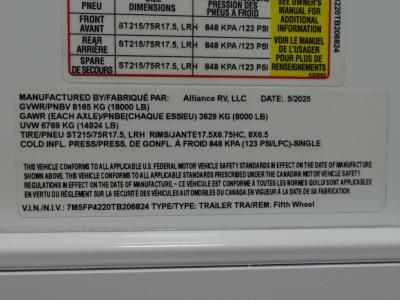 PNEU DIMENSIONS PRESSION DES PNEUS À FROID
FRONT
AVANT ST215/75R17.5, LRH 848 KPA /123 PSI
REAR
ARRIÈRE ST215/75R17.5, LRH 848 KPA /123 PSI
SPARE
DE SECOURS ST215/75R17.5, LRH 848 KPA /123 PSI
SEE OWNER'S
MANUAL FOR
ADDITIONAL
INFORMATION
VOIR LE MANUEL
DE L'USAGER
POUR PLUS DE
RENSEIGNEMENTS
4220TB206824
MANUFACTURED BY/FABRIQUÉ PAR: Alliance RV, LLC DATE: 5/2025
GVWR/PNBV 8165 KG (18000 LB)
GAWR (EACH AXLE)/PNBE(CHAQUE ESSIEU) 3629 KG (8000 LB)
UVW 6769 KG (14924 LB)
TIRE/PNEU ST215/75R17.5, LRH RIMS/JANTE17.5X6.75HC, 8X6.5
COLD INFL. PRESS/PRESS. DE GONFL. À FROID 848 KPA (123 PSI/LPC)-SINGLE
THIS VEHICLE CONFORMS TO ALL APPLICABLE U.S. FEDERAL MOTOR VEHICLE SAFETY STANDARDS IN EFFECT ON THE DATE OF MANUFACTURE
SHOWN ABOVE. THIS VEHICLE CONFORMS TO ALL APPLICABLE STANDARDS PRESCRIBED UNDER THE CANADIAN MOTOR VEHICLE SAFETY
REGULATIONS IN EFFECT ON THE DATE OF MANUFACTURE – CE VÉHICULE EST CONFORME À TOUTES LES NORMES QUI LUI SONT APPLICABLES
EN VERTU DU RÈGLEMENT SUR LA SÉCURITÉ DES VÉHICULES AUTOMOBILES DU CANADA EN VIGUEUR À LA DATE DE SA FABRICATION.
V.I.N./N.I.V.: 7M5FP4220TB206824 TYPE/TYPE: TRAILER TRA/REM: Fifth Wheel